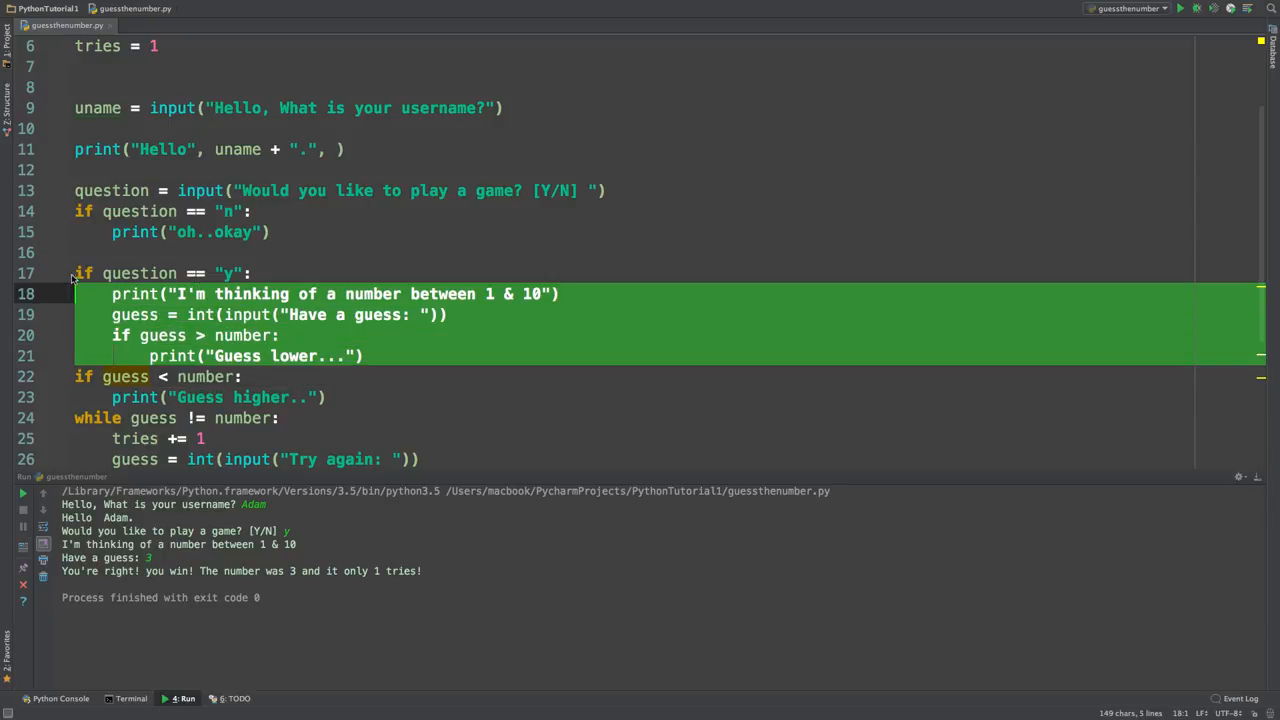 PythonTutorial1 guessthenumber.py guessthenumber
guessthenumber.py
1: Project
Z: Structure
2: Favorites
Database
6 tries = 1
7
8
9 uname = input("Hello, What is your username?")
10
11 print("Hello", uname + ".", )
12
13 question = input("Would you like to play a game? [Y/N] ")
14 if question == "n":
15 print("oh..okay")
16
17 if question == "y":
18 print("I'm thinking of a number between 1 & 10")
19 guess = int(input("Have a guess: "))
20 if guess > number:
21 print("Guess lower...")
22 if guess < number:
23 print("Guess higher..")
24 while guess != number:
25 tries += 1
26 guess = int(input("Try again: "))
Run guessthenumber
/Library/Frameworks/Python.framework/Versions/3.5/bin/python3.5 /Users/macbook/PycharmProjects/PythonTutorial1/guessthenumber.py
Hello, What is your username? Adam
Hello Adam.
Would you like to play a game? [Y/N] y
I'm thinking of a number between 1 & 10
Have a guess: 3
You're right! you win! The number was 3 and it only 1 tries!
Process finished with exit code 0
Python Console Terminal 4: Run 6: TODO Event Log
149 chars, 5 lines 18:1 LF÷ UTF-8÷